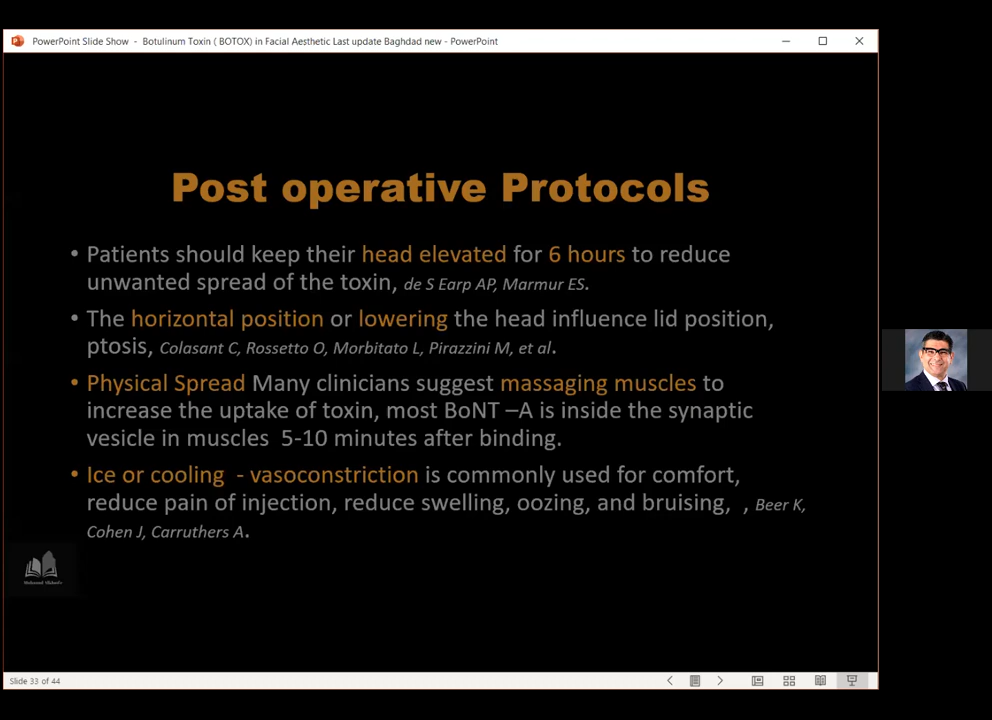 PowerPoint Slide Show - Botulinum Toxin ( BOTOX) in Facial Aesthetic Last update Baghdad new - PowerPoint
Post operative Protocols
• Patients should keep their head elevated for 6 hours to reduce
unwanted spread of the toxin, de S Earp AP, Marmur ES.
• The horizontal position or lowering the head influence lid position,
ptosis, Colasant C, Rossetto O, Morbitato L, Pirazzini M, et al.
• Physical Spread Many clinicians suggest massaging muscles to
increase the uptake of toxin, most BoNT –A is inside the synaptic
vesicle in muscles 5-10 minutes after binding.
• Ice or cooling - vasoconstriction is commonly used for comfort,
reduce pain of injection, reduce swelling, oozing, and bruising, , Beer K,
Cohen J, Carruthers A.
Slide 33 of 44